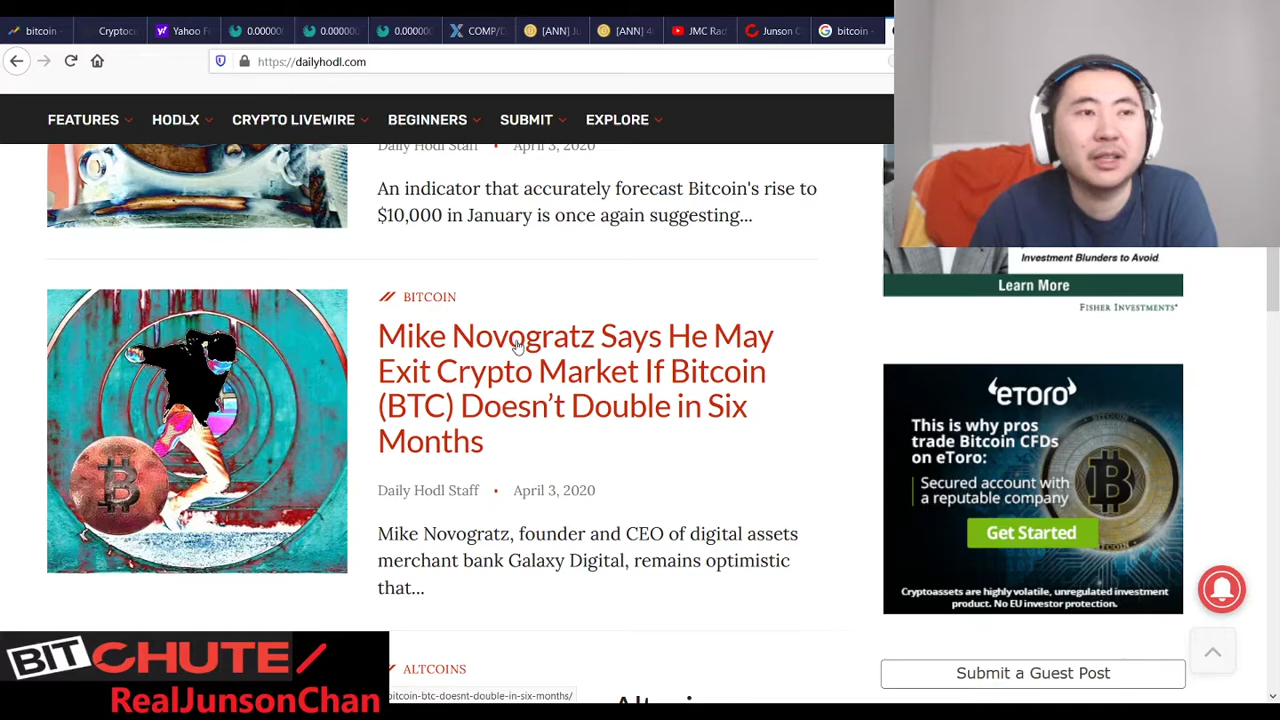 bitcoin
Cryptocu
Yahoo F
0.00000
0.00000
0.00000
COMP/D
[ANN] Ju
[ANN] 4
JMC Rad
Junson C
bitcoin
https://dailyhodl.com
FEATURES
HODLX
CRYPTO LIVEWIRE
BEGINNERS
SUBMIT
EXPLORE
Daily Hodl Staff • April 3, 2020
An indicator that accurately forecast Bitcoin's rise to
$10,000 in January is once again suggesting...
BITCOIN
Mike Novogratz Says He May
Exit Crypto Market If Bitcoin
(BTC) Doesn’t Double in Six
Months
Daily Hodl Staff • April 3, 2020
Mike Novogratz, founder and CEO of digital assets
merchant bank Galaxy Digital, remains optimistic
that...
ALTCOINS
bitcoin-btc-doesnt-double-in-six-months/
BITCHUTE
RealJunsonChan
Investment Blunders to Avoid
Learn More
FISHER INVESTMENTS
eToro
This is why pros
trade Bitcoin CFDs
on eToro:
Secured account with
a reputable company
Get Started
Cryptoassets are highly volatile, unregulated investment
product. No EU investor protection.
Submit a Guest Post